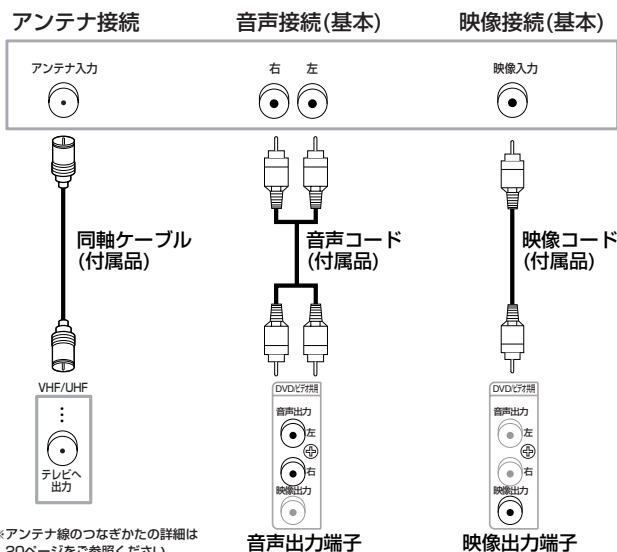 アンテナ接続
音声接続(基本)
映像接続(基本)
アンテナ入力
右 左
映像入力
同軸ケーブル
(付属品)
音声コード
(付属品)
映像コード
(付属品)
VHF/UHF
テレビへ
出力
DVD/ビデオ共用
音声出力
左
右
映像出力
音声出力端子
DVD/ビデオ共用
音声出力
左
右
映像出力
映像出力端子
※アンテナ線のつなぎかたの詳細は
20ページをご参照ください